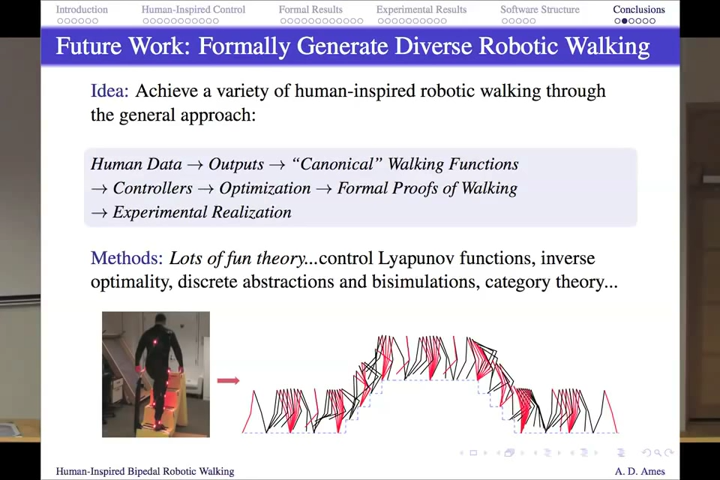 Introduction Human-Inspired Control Formal Results Experimental Results Software Structure Conclusions
Future Work: Formally Generate Diverse Robotic Walking
Idea: Achieve a variety of human-inspired robotic walking through
the general approach:
Human Data → Outputs → “Canonical” Walking Functions
→ Controllers → Optimization → Formal Proofs of Walking
→ Experimental Realization
Methods: Lots of fun theory...control Lyapunov functions, inverse
optimality, discrete abstractions and bisimulations, category theory...
Human-Inspired Bipedal Robotic Walking A. D. Ames